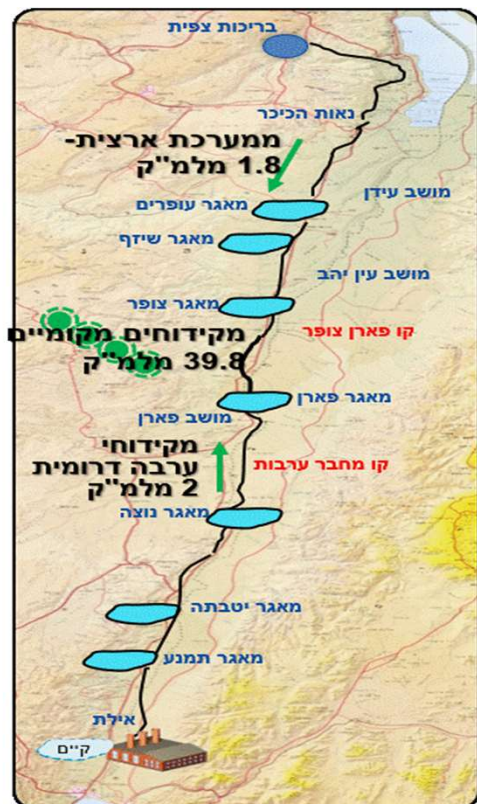 בריכות צפית
נאות הכיכר
ממערכת ארצית-
1.8 מלמ"ק
מושב עידן
מאגר עופרים
מאגר שיזף
מושב עין יהב
מאגר צופר
קו פארן צופר
מקידוחים מקומיים
39.8 מלמ"ק
מאגר פארן
מושב פארן
מקידוחי
ערבה דרומית
2 מלמ"ק
קו מחבר ערבות
מאגר נוצה
מאגר יטבתה
מאגר תמנע
אילת
קיים